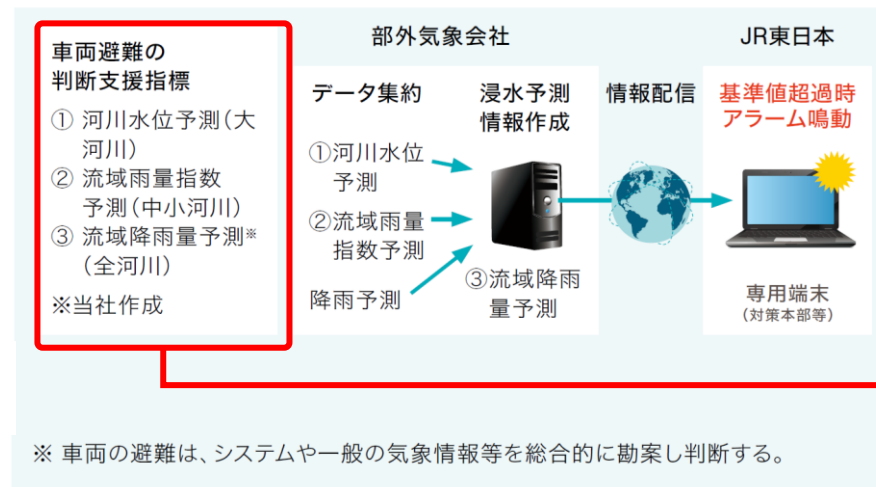 車両避難の
判断支援指標
① 河川水位予測（大
河川）
② 流域雨量指数
予測（中小河川）
③ 流域降雨量予測※
（全河川）
※当社作成
部外気象会社
データ集約
①河川水位
予測
②流域雨量
指数予測
降雨予測
浸水予測
情報作成
③流域降雨
量予測
情報配信
JR東日本
基準値超過時
アラーム鳴動
専用端末
（対策本部等）
※ 車両の避難は、システムや一般の気象情報等を総合的に勘案し判断する。